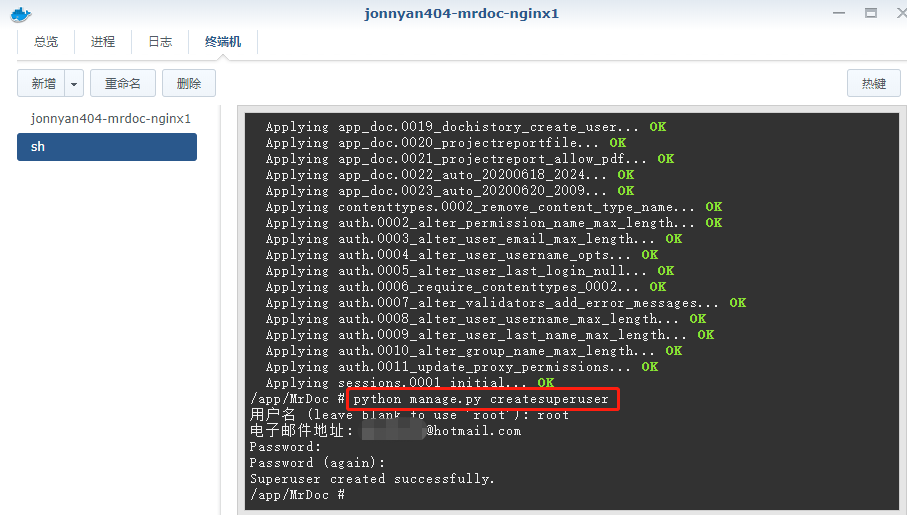 jonnyan404-mrdoc-nginx1
总览 进程 日志 终端机
新增 重命名 删除 热键
jonnyan404-mrdoc-nginx1
sh
Applying app_doc.0019_dochistory_create_user... OK
Applying app_doc.0020_projectreportfile... OK
Applying app_doc.0021_projectreport_allow_pdf... OK
Applying app_doc.0022_auto_20200618_2024... OK
Applying app_doc.0023_auto_20200620_2009... OK
Applying contenttypes.0002_remove_content_type_name... OK
Applying auth.0002_alter_permission_name_max_length... OK
Applying auth.0003_alter_user_email_max_length... OK
Applying auth.0004_alter_user_username_opts... OK
Applying auth.0005_alter_user_last_login_null... OK
Applying auth.0006_require_contenttypes_0002... OK
Applying auth.0007_alter_validators_add_error_messages... OK
Applying auth.0008_alter_user_username_max_length... OK
Applying auth.0009_alter_user_last_name_max_length... OK
Applying auth.0010_alter_group_name_max_length... OK
Applying auth.0011_update_proxy_permissions... OK
Applying sessions.0001_initial... OK
/app/MrDoc # python manage.py createsuperuser
用户名 (leave blank to use 'root'): root
电子邮件地址: @hotmail.com
Password:
Password (again):
Superuser created successfully.
/app/MrDoc #